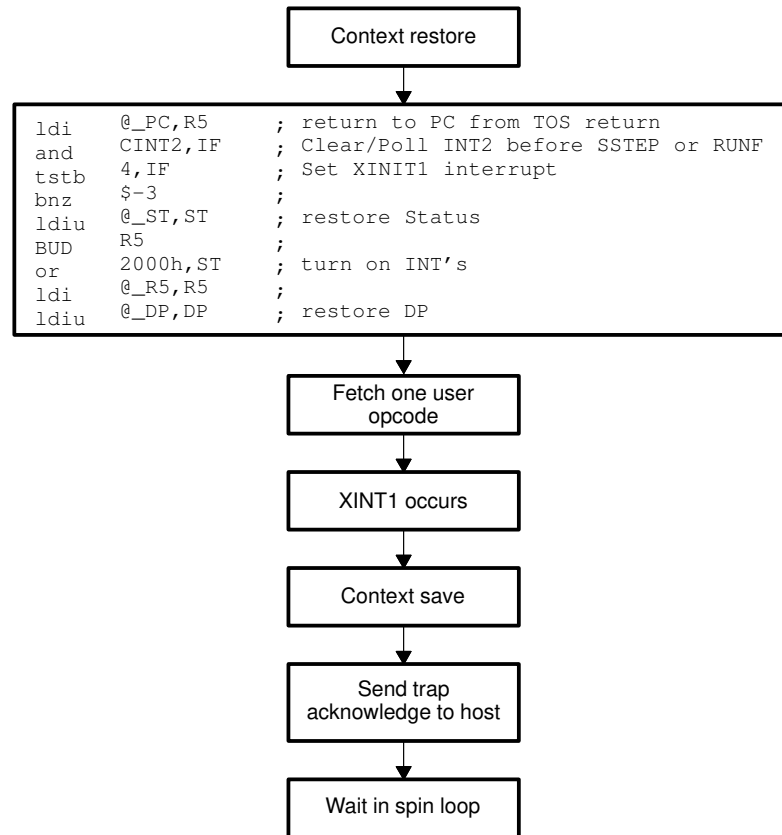 Context restore
ldi @_PC,R5 ; return to PC from TOS return
and CINT2,IF ; Clear/Poll INT2 before SSTEP or RUNF
tstb 4,IF ; Set XINIT1 interrupt
bnz $−3 ;
ldiu @_ST,ST ; restore Status
BUD R5 ;
or 2000h,ST ; turn on INT’s
ldi @_R5,R5 ;
ldiu @_DP,DP ; restore DP
Fetch one user
opcode
XINT1 occurs
Context save
Send trap
acknowledge to host
Wait in spin loop